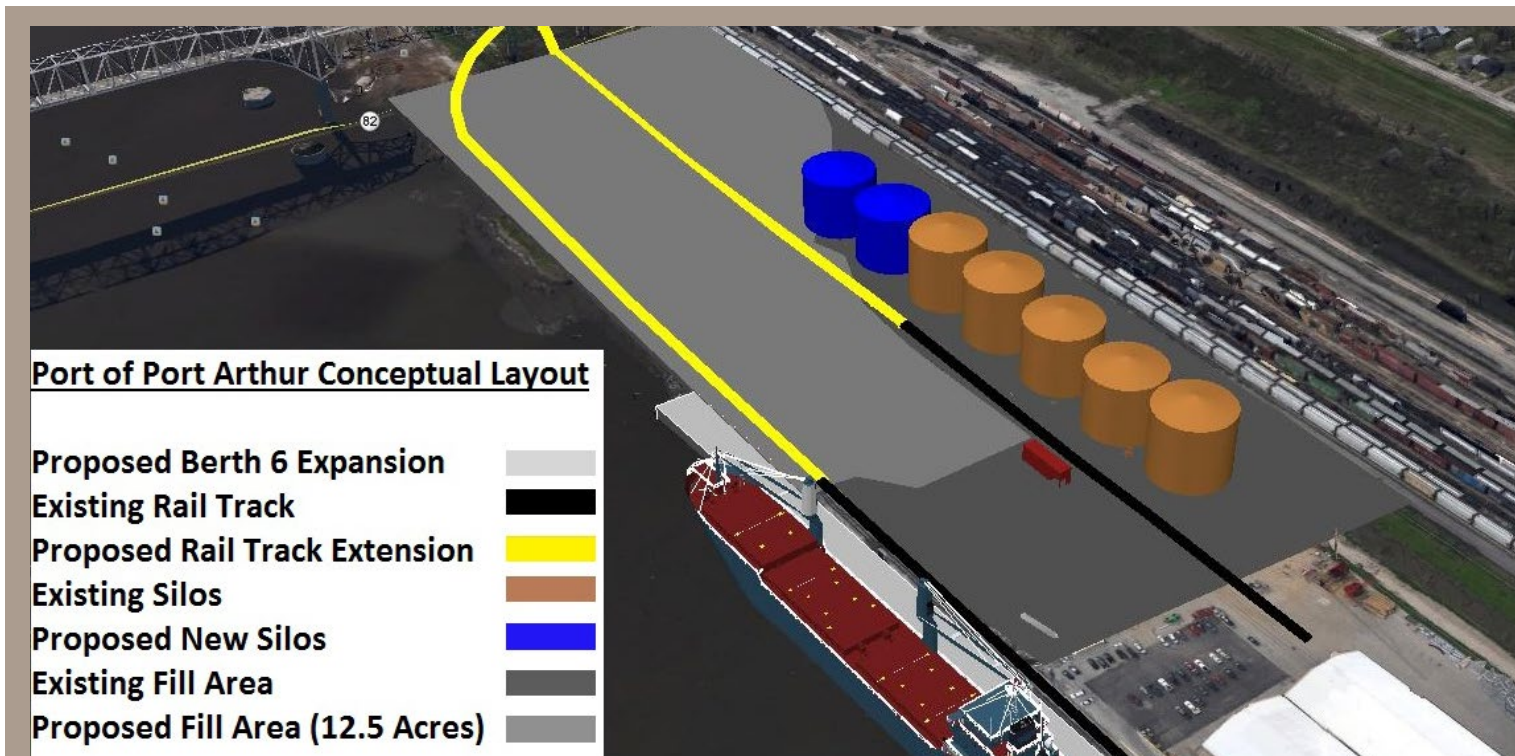 82
Port of Port Arthur Conceptual Layout
Proposed Berth 6 Expansion
Existing Rail Track
Proposed Rail Track Extension
Existing Silos
Proposed New Silos
Existing Fill Area
Proposed Fill Area (12.5 Acres)